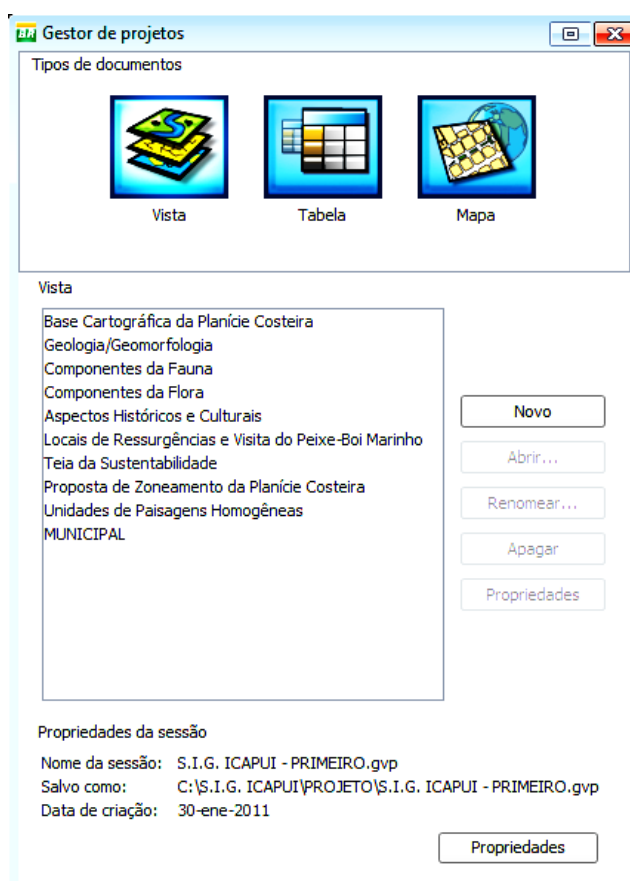 BR Gestor de projetos
Tipos de documentos
Vista Tabela Mapa
Vista
Base Cartográfica da Planície Costeira
Geologia/Geomorfologia
Componentes da Fauna
Componentes da Flora
Aspectos Históricos e Culturais
Locais de Ressurgências e Visita do Peixe-Boi Marinho
Teia da Sustentabilidade
Proposta de Zoneamento da Planície Costeira
Unidades de Paisagens Homogêneas
MUNICIPAL
Novo
Abrir...
Renomear...
Apagar
Propriedades
Propriedades da sessão
Nome da sessão: S.I.G. ICAPUI - PRIMEIRO.gvp
Salvo como: C:\S.I.G. ICAPUI\PROJETO\S.I.G. ICAPUI - PRIMEIRO.gvp
Data de criação: 30-ene-2011
Propriedades